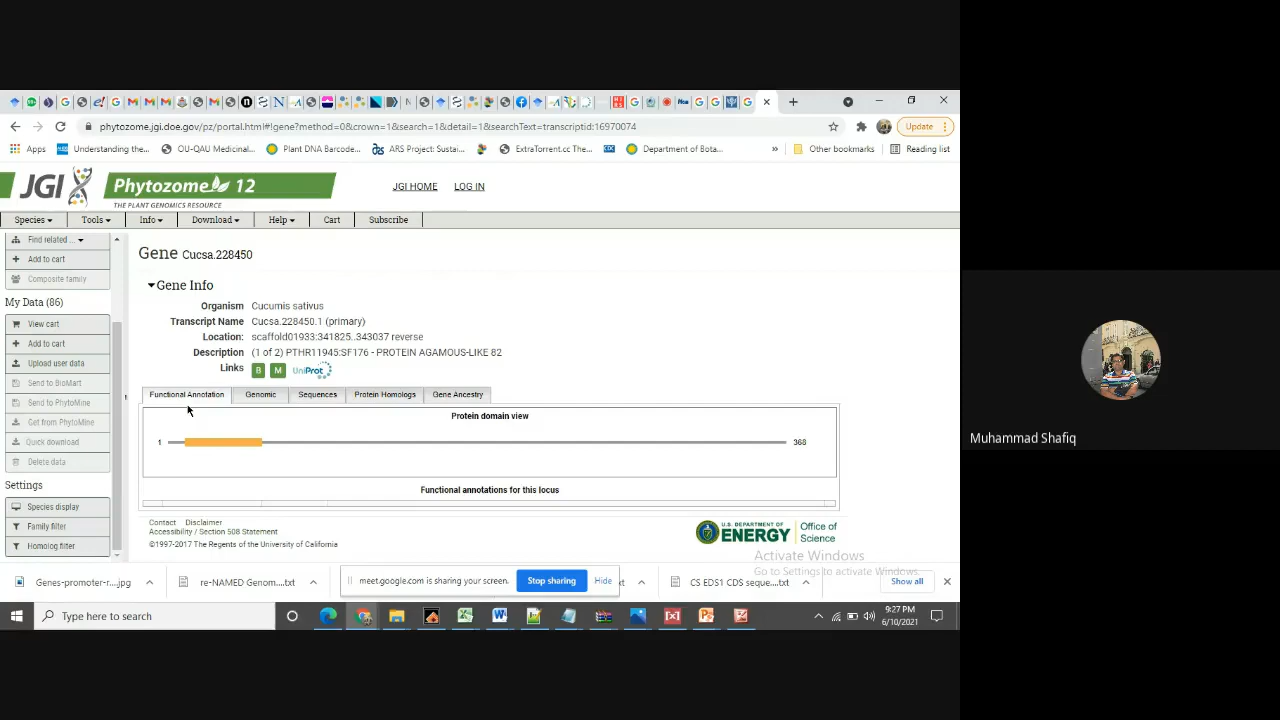 phytozome.jgi.doe.gov/pz/portal.html#!gene?method=0&crown=1&search=1&detail=1&searchText=transcriptid:16970074
Update
Apps
Understanding the...
OU-QAU Medicinal...
Plant DNA Barcode...
ARS Project: Sustai...
ExtraTorrent.cc The...
CDC
Department of Bota...
»
Other bookmarks
Reading list
JGI
Phytozome 12
THE PLANT GENOMICS RESOURCE
JGI HOME
LOG IN
Species
Tools
Info
Download
Help
Cart
Subscribe
Find related ...
Add to cart
Composite family
My Data (86)
View cart
Add to cart
Upload user data
Send to BioMart
Send to PhytoMine
Get from PhytoMine
Quick download
Delete data
Settings
Species display
Family filter
Homolog filter
Gene Cucsa.228450
Gene Info
Organism Cucumis sativus
Transcript Name Cucsa.228450.1 (primary)
Location: scaffold01933:341825..343037 reverse
Description (1 of 2) PTHR11945:SF176 - PROTEIN AGAMOUS-LIKE 82
Links B M UniProt
Functional Annotation
Genomic
Sequences
Protein Homologs
Gene Ancestry
Protein domain view
1
368
Functional annotations for this locus
Contact Disclaimer
Accessibility / Section 508 Statement
©1997-2017 The Regents of the University of California
U.S. DEPARTMENT OF
ENERGY
Office of
Science
Activate Windows
Go to Settings to activate Windows.
Genes-promoter-r....jpg
re-NAMED Genom....txt
meet.google.com is sharing your screen.
Stop sharing
Hide
xt
CS EDS1 CDS seque....txt
Show all
Type here to search
9:27 PM
6/10/2021
Muhammad Shafiq